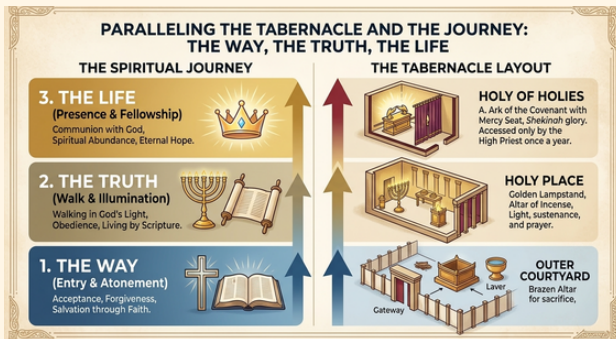 PARALLELING THE TABERNACLE AND THE JOURNEY:
THE WAY, THE TRUTH, THE LIFE
THE SPIRITUAL JOURNEY
3. THE LIFE
(Presence & Fellowship)
Communion with God,
Spiritual Abundance, Eternal Hope.
2. THE TRUTH
(Walk & Illumination)
Walking in God's Light,
Obedience, Living by Scripture.
1. THE WAY
(Entry & Atonement)
Acceptance, Forgiveness,
Salvation through Faith.
THE TABERNACLE LAYOUT
HOLY OF HOLIES
A. Ark of the Covenant with
Mercy Seat, Shekinah glory.
Accessed only by the
High Priest once a year.
HOLY PLACE
Golden Lampstand,
Altar of Incense,
Light, sustenance,
and prayer.
Gateway
Laver
OUTER
COURTYARD
Brazen Altar
for sacrifice,